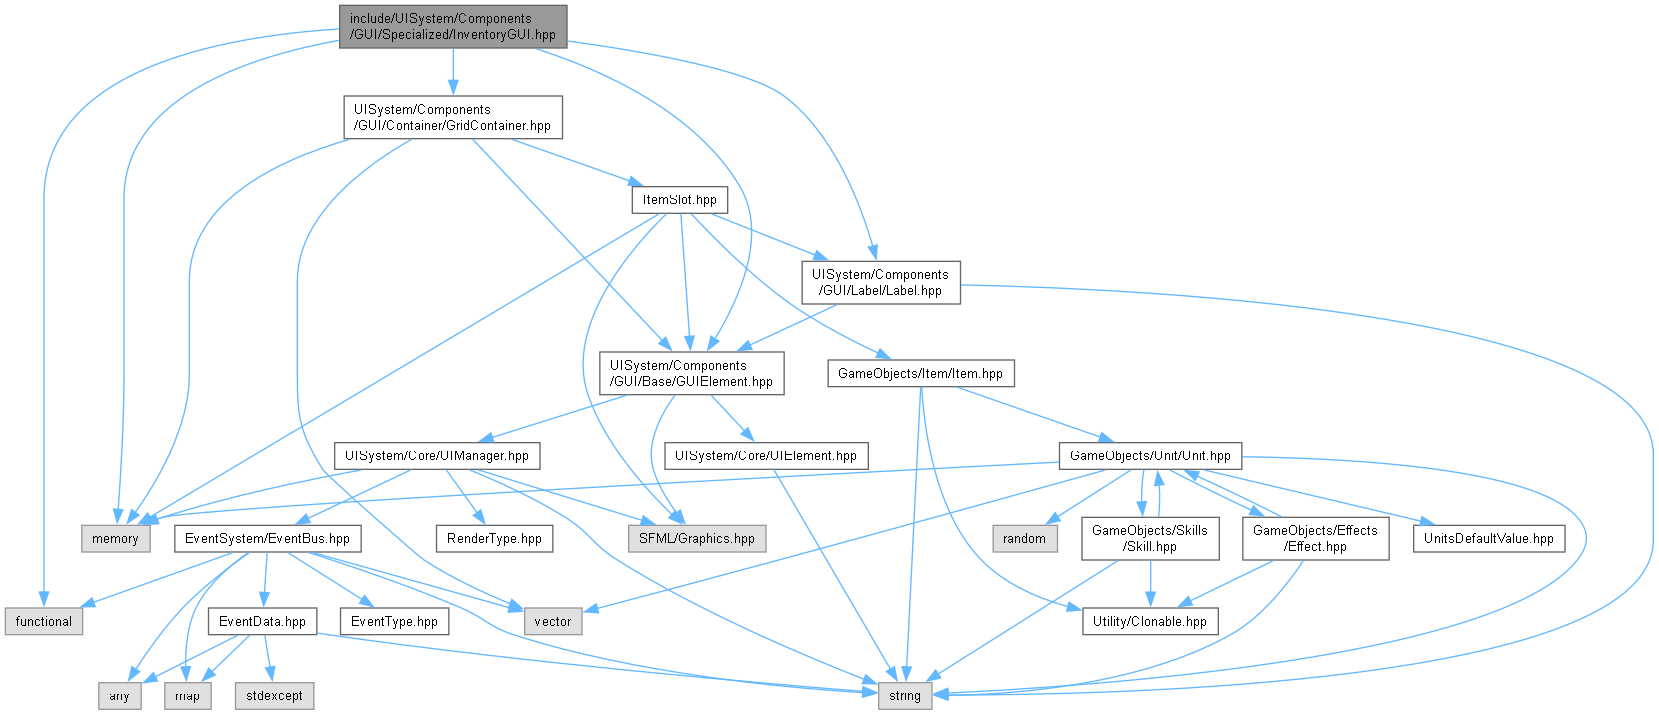 include/UISystem/Components
/GUI/Specialized/InventoryGUI.hpp
UISystem/Components
/GUI/Container/GridContainer.hpp
ItemSlot.hpp
UISystem/Components
/GUI/Label/Label.hpp
UISystem/Components
/GUI/Base/GUIElement.hpp
GameObjects/Item/Item.hpp
UISystem/Core/UIManager.hpp
UISystem/Core/UIElement.hpp
GameObjects/Unit/Unit.hpp
memory
EventSystem/EventBus.hpp
RenderType.hpp
SFML/Graphics.hpp
random
GameObjects/Skills
/Skill.hpp
GameObjects/Effects
/Effect.hpp
UnitsDefaultValue.hpp
functional
EventData.hpp
EventType.hpp
vector
Utility/Clonable.hpp
any
map
stdexcept
string